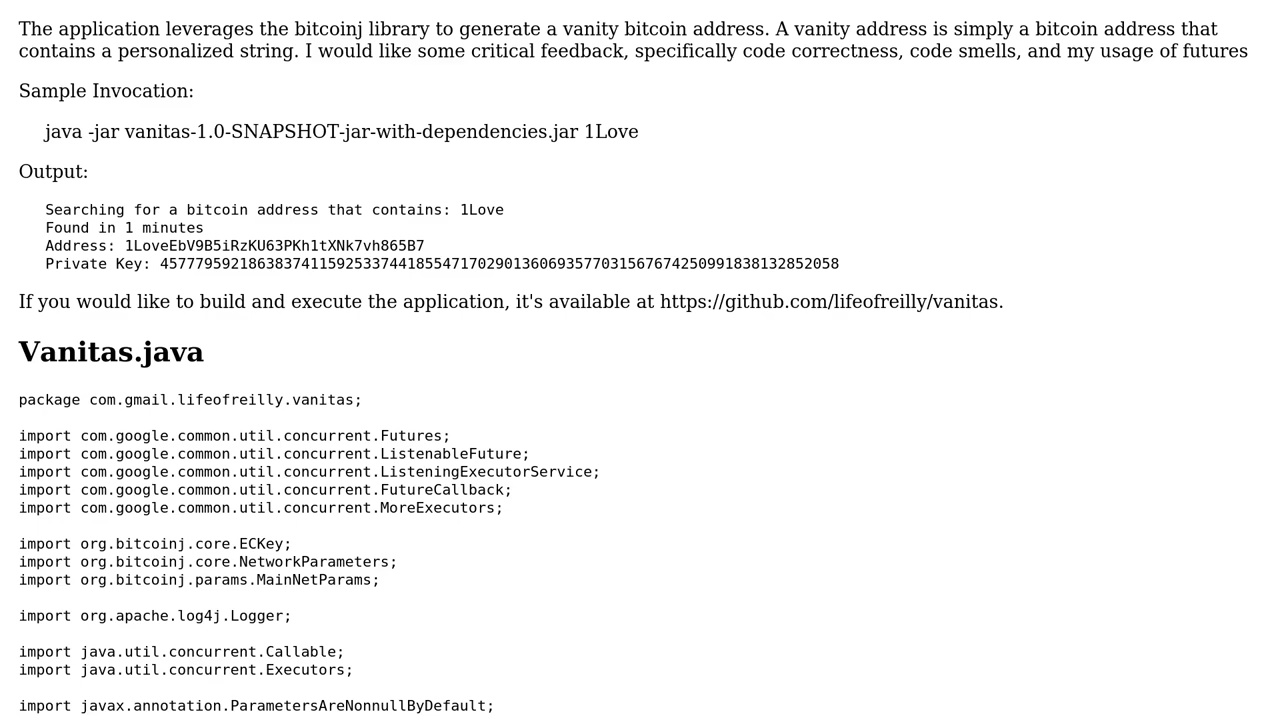 The application leverages the bitcoinj library to generate a vanity bitcoin address. A vanity address is simply a bitcoin address that
contains a personalized string. I would like some critical feedback, specifically code correctness, code smells, and my usage of futures
Sample Invocation:
java -jar vanitas-1.0-SNAPSHOT-jar-with-dependencies.jar 1Love
Output:
Searching for a bitcoin address that contains: 1Love
Found in 1 minutes
Address: 1LoveEbV9B5iRzKU63PKh1tXNk7vh865B7
Private Key: 45777959218638374115925337441855471702901360693577031567674250991838132852058
If you would like to build and execute the application, it's available at https://github.com/lifeofreilly/vanitas.
Vanitas.java
package com.gmail.lifeofreilly.vanitas;
import com.google.common.util.concurrent.Futures;
import com.google.common.util.concurrent.ListenableFuture;
import com.google.common.util.concurrent.ListeningExecutorService;
import com.google.common.util.concurrent.FutureCallback;
import com.google.common.util.concurrent.MoreExecutors;
import org.bitcoinj.core.ECKey;
import org.bitcoinj.core.NetworkParameters;
import org.bitcoinj.params.MainNetParams;
import org.apache.log4j.Logger;
import java.util.concurrent.Callable;
import java.util.concurrent.Executors;
import javax.annotation.ParametersAreNonnullByDefault;